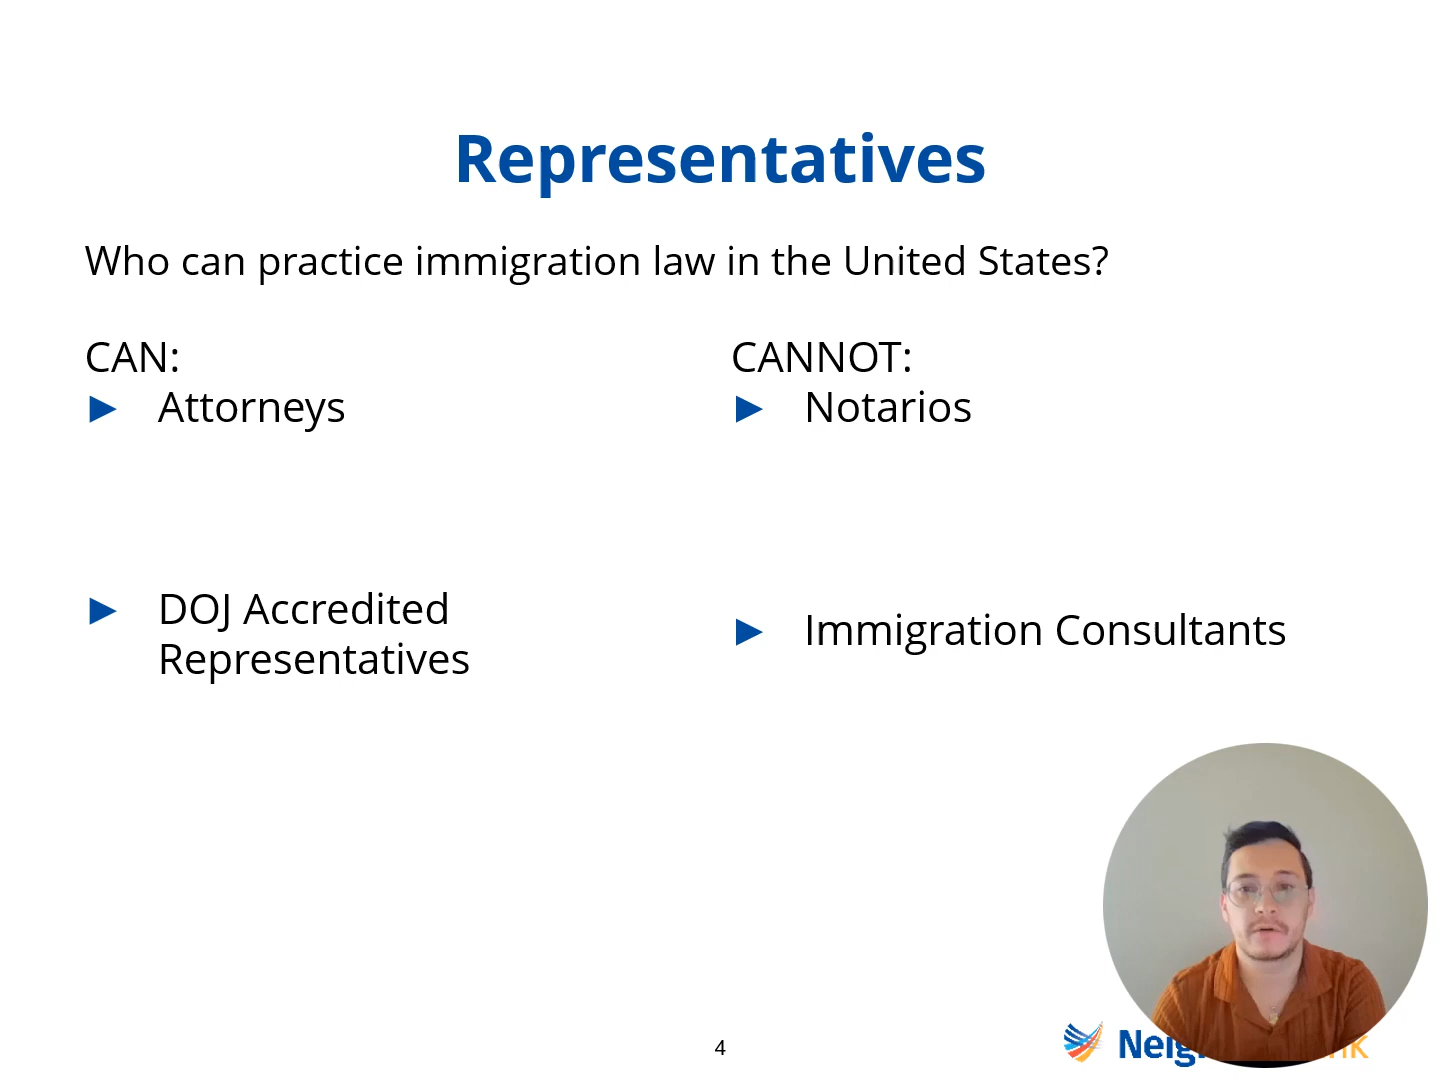 Representatives
Who can practice immigration law in the United States?
CAN:
► Attorneys
► DOJ Accredited
Representatives
CANNOT:
► Notarios
► Immigration Consultants
4